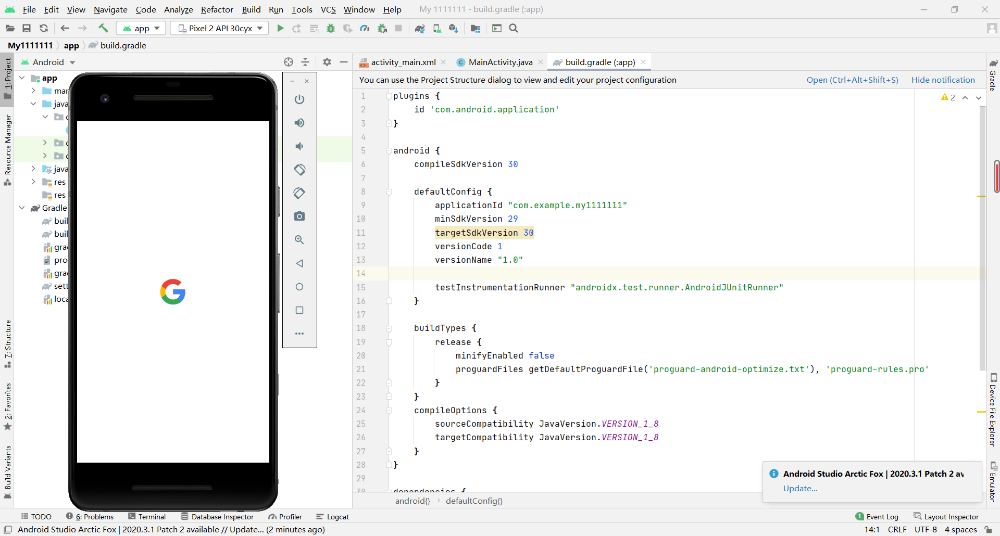 File Edit View Navigate Code Analyze Refactor Build Run Tools VCS Window Help My 1111111 - build.gradle (:app)
app Pixel 2 API 30cyx
My1111111 app build.gradle
Android
activity_main.xml MainActivity.java build.gradle (:app)
You can use the Project Structure dialog to view and edit your project configuration Open (Ctrl+Alt+Shift+S) Hide notification
1: Project
Resource Manager
7: Structure
2: Favorites
Build Variants
app
java
java
res
res
Gradle
2
1 plugins {
2 id 'com.android.application'
3 }
4
5 android {
6 compileSdkVersion 30
7
8 defaultConfig {
9 applicationId "com.example.my1111111"
10 minSdkVersion 29
11 targetSdkVersion 30
12 versionCode 1
13 versionName "1.0"
14
15 testInstrumentationRunner "androidx.test.runner.AndroidJUnitRunner"
16 }
17
18 buildTypes {
19 release {
20 minifyEnabled false
21 proguardFiles getDefaultProguardFile('proguard-android-optimize.txt'), 'proguard-rules.pro'
22 }
23 }
24 compileOptions {
25 sourceCompatibility JavaVersion.VERSION_1_8
26 targetCompatibility JavaVersion.VERSION_1_8
27 }
28 }
29
30 dependencies {
android{} defaultConfig{}
Gradle
Device File Explorer
Emulator
Android Studio Arctic Fox | 2020.3.1 Patch 2 av
Update...
TODO 6: Problems Terminal Database Inspector Profiler Logcat 1 Event Log Layout Inspector
Android Studio Arctic Fox | 2020.3.1 Patch 2 available // Update... (2 minutes ago) 14:1 CRLF UTF-8 4 spaces